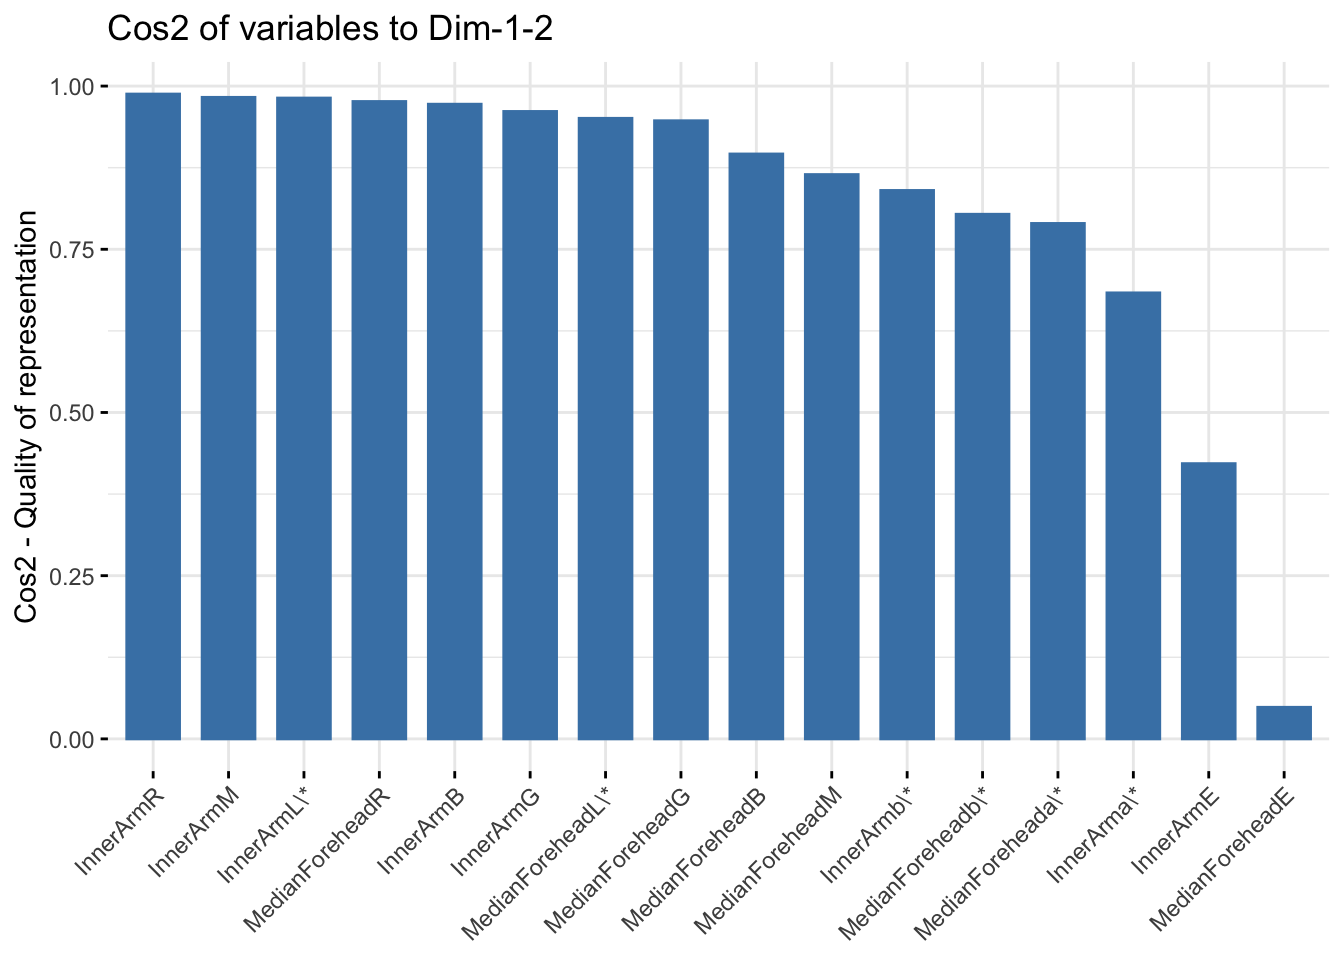 Cos2 of variables to Dim-1-2
Cos2 - Quality of representation
1.00
0.75
0.50
0.25
0.00
InnerArmR
InnerArmM
InnerArmL\*
MedianForeheadR
InnerArmB
InnerArmG
MedianForeheadL\*
MedianForeheadG
MedianForeheadB
MedianForeheadM
InnerArmb\*
MedianForeheadb\*
MedianForeheada\*
InnerArma\*
InnerArmE
MedianForeheadE